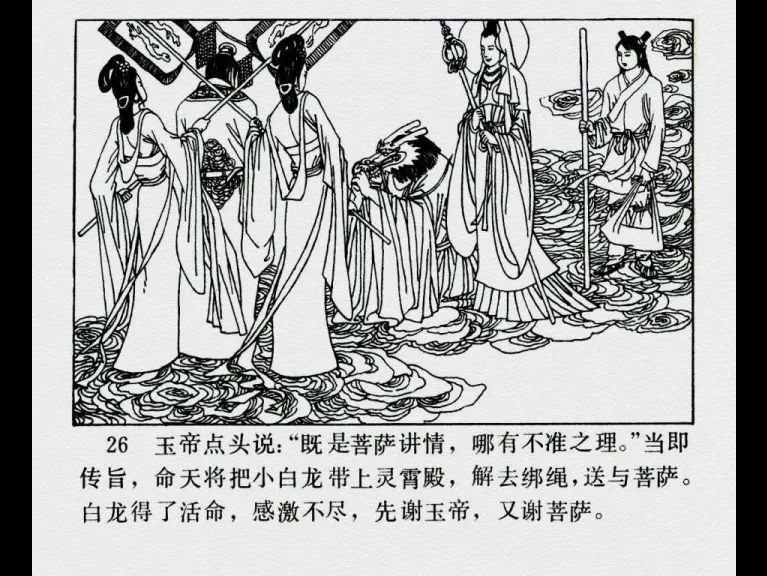 26 玉帝点头说：“既是菩萨讲情，哪有不准之理。”当即
传旨，命天将把小白龙带上灵霄殿，解去绑绳，送与菩萨。
白龙得了活命，感激不尽，先谢玉帝，又谢菩萨。